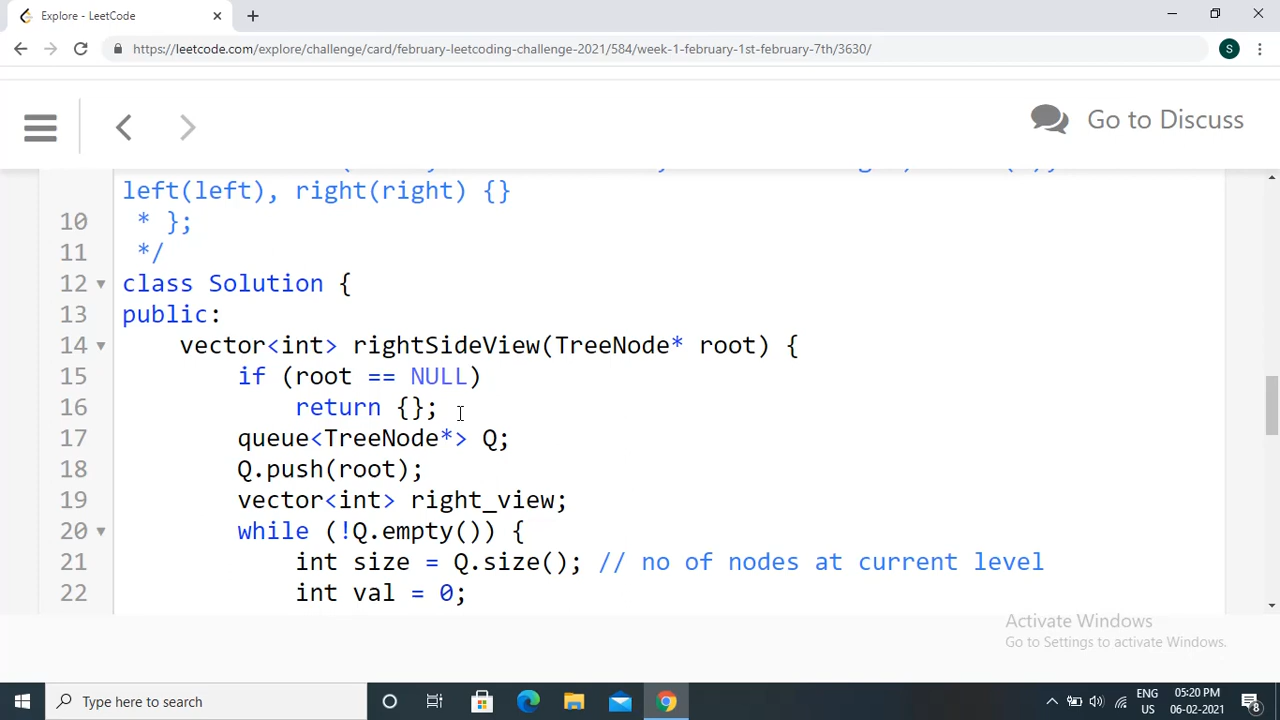 Explore - LeetCode
https://leetcode.com/explore/challenge/card/february-leetcoding-challenge-2021/584/week-1-february-1st-february-7th/3630/
S
Go to Discuss
left(left), right(right) {}
10 * };
11 */
12 class Solution {
13 public:
14 vector<int> rightSideView(TreeNode* root) {
15 if (root == NULL)
16 return {};
17 queue<TreeNode*> Q;
18 Q.push(root);
19 vector<int> right_view;
20 while (!Q.empty()) {
21 int size = Q.size(); // no of nodes at current level
22 int val = 0;
Activate Windows
Go to Settings to activate Windows.
Type here to search
ENG
US
05:20 PM
06-02-2021
8